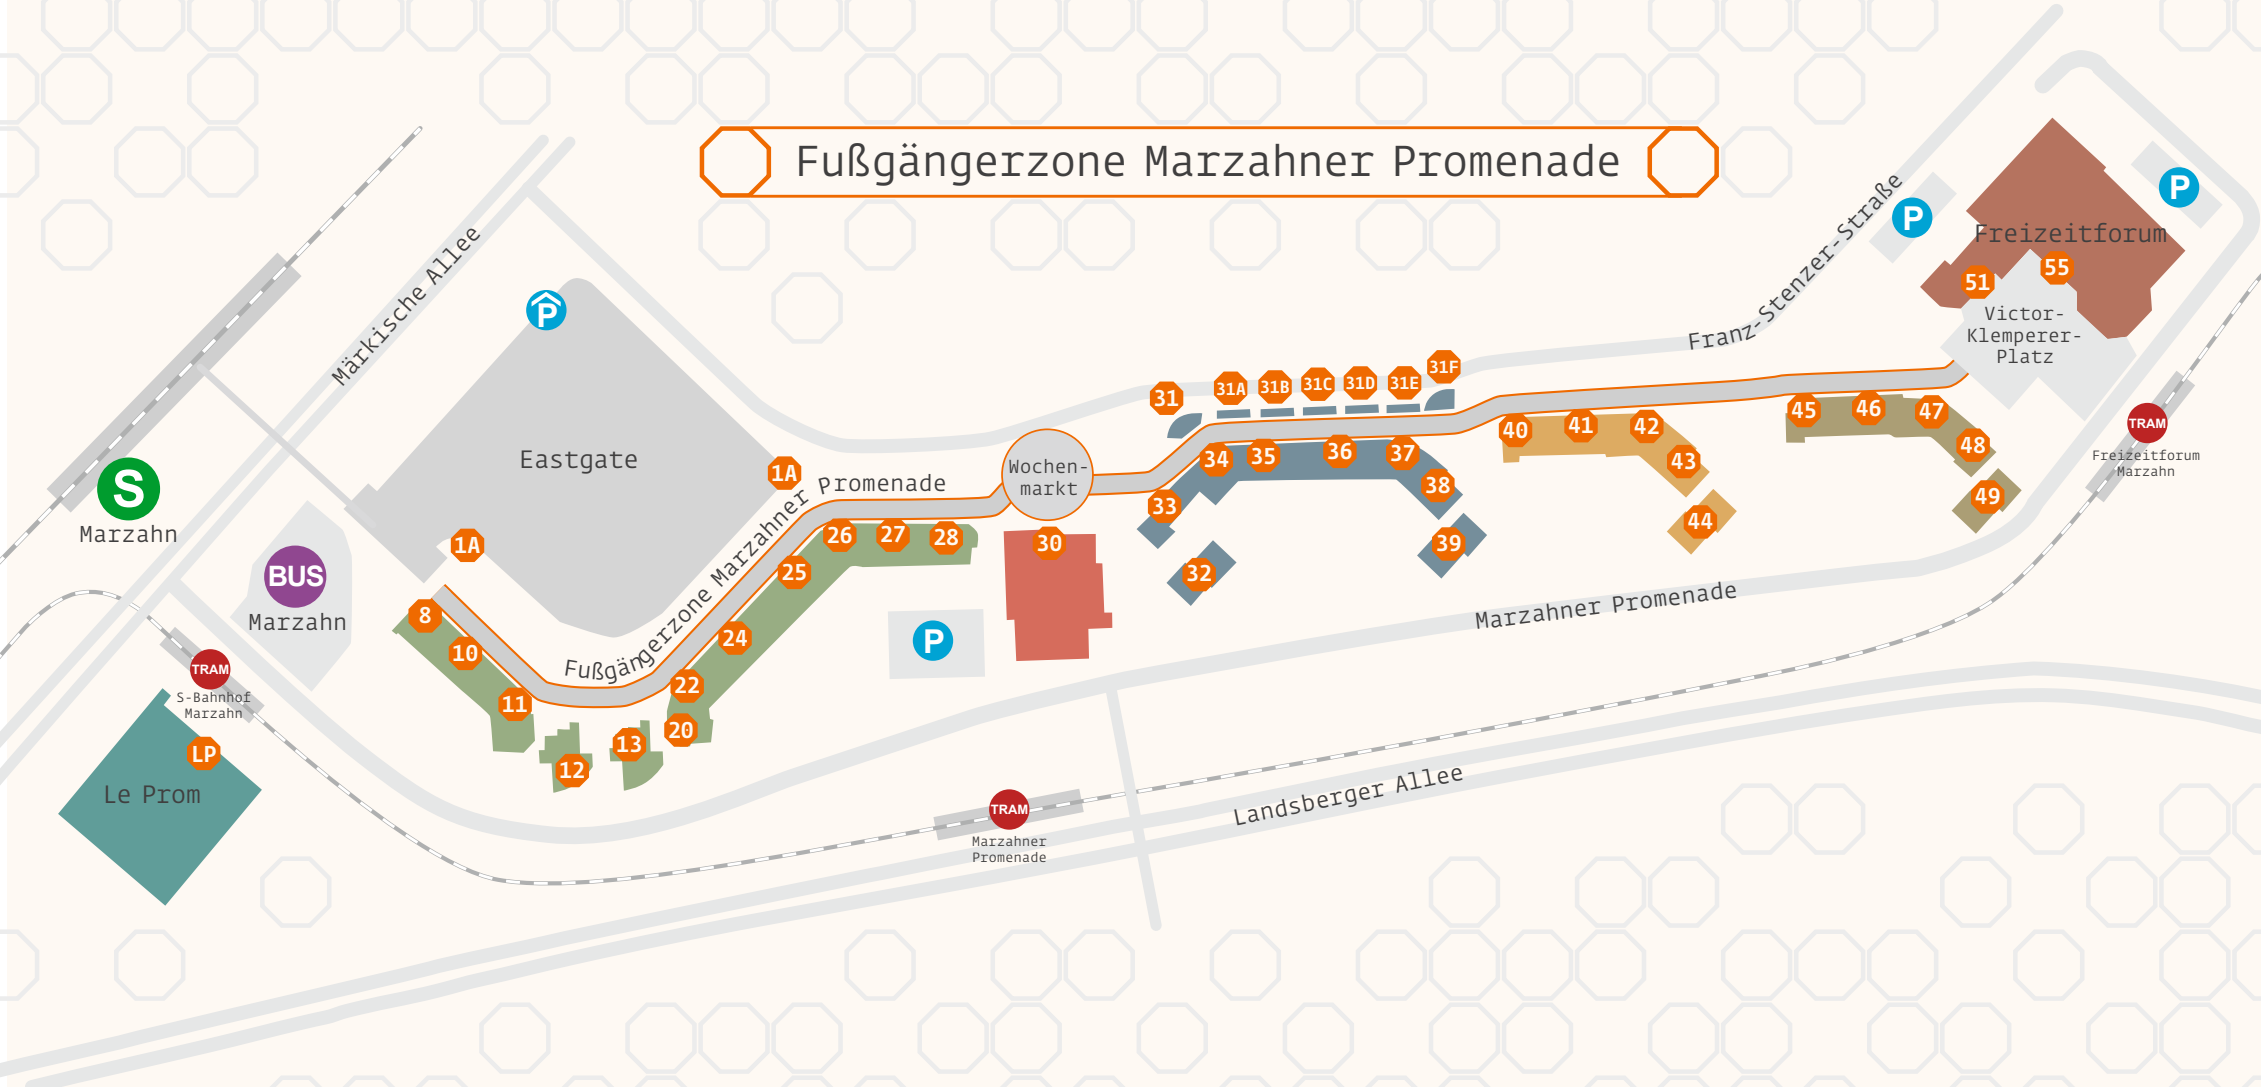 Fußgängerzone Marzahner Promenade
Märkische Allee
Franz-Stenzer-Straße
P
P
Freizeitforum
51
55
Victor-
Klemperer-
Platz
P
Eastgate
1A
1A
Fußgängerzone Marzahner Promenade
Wochen-
markt
31
31A
31B
31C
31D
31E
31F
S
Marzahn
BUS
Marzahn
TRAM
S-Bahnhof
Marzahn
LP
Le Prom
8
10
11
12
13
20
22
24
25
26
27
28
30
P
32
33
34
35
36
37
38
39
40
41
42
43
44
45
46
47
48
49
TRAM
Freizeitforum
Marzahn
Marzahner Promenade
TRAM
Marzahner
Promenade
Landsberger Allee